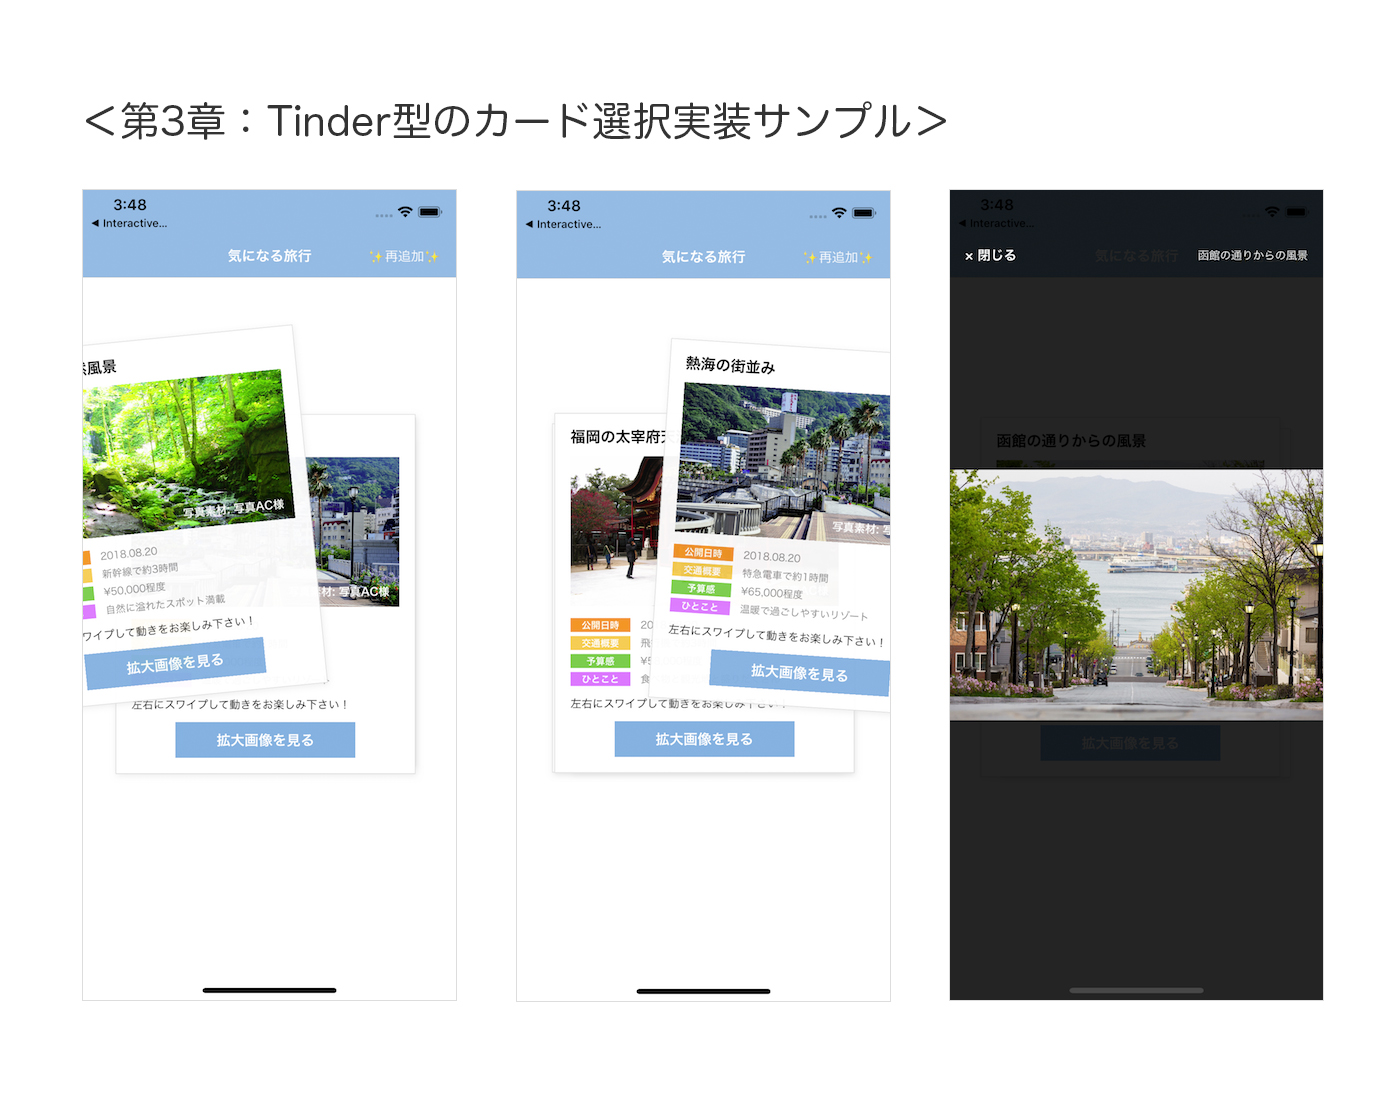 ＜第3章：Tinder型のカード選択実装サンプル＞
3:48
◀ Interactive...
気になる旅行
✨再追加✨
風景
写真素材: 写真AC様
2018.08.20
新幹線で約3時間
¥50,000程度
自然に溢れたスポット満載
ワイプして動きをお楽しみ下さい！
拡大画像を見る
材: 写真AC様
左右にスワイプして動きをお楽しみ下さい！
拡大画像を見る
3:48
◀ Interactive...
気になる旅行
✨再追加✨
熱海の街並み
写真素材:
公開日時 2018.08.20
交通概要 特急電車で約1時間
予算感 ¥65,000程度
ひとこと 温暖で過ごしやすいリゾート
左右にスワイプして動きをお楽しみ下さい！
拡大画像を見る
福岡の太宰府
公開日時 20
交通概要 飛
予算感 ¥5
ひとこと 食
左右にスワイプして動きをお楽しみ下さい！
拡大画像を見る
3:48
◀ Interactive...
× 閉じる
気になる旅行
函館の通りからの風景
函館の通りからの風景
拡大画像を見る